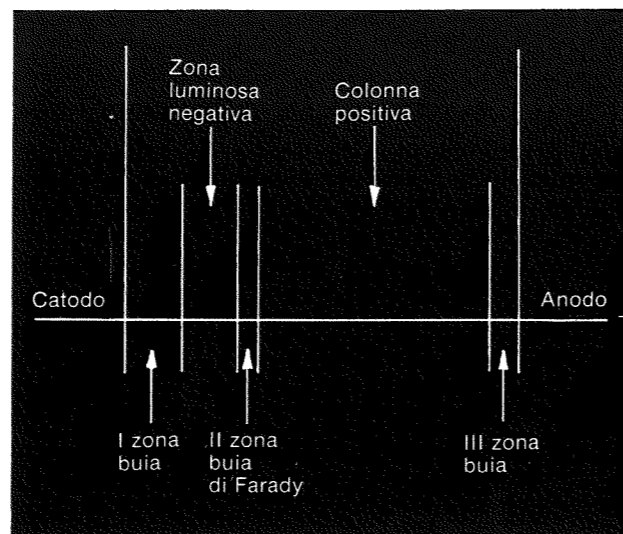 Zona
luminosa
negativa
Colonna
positiva
Catodo
Anodo
I zona
buia
II zona
buia
di Farady
III zona
buia